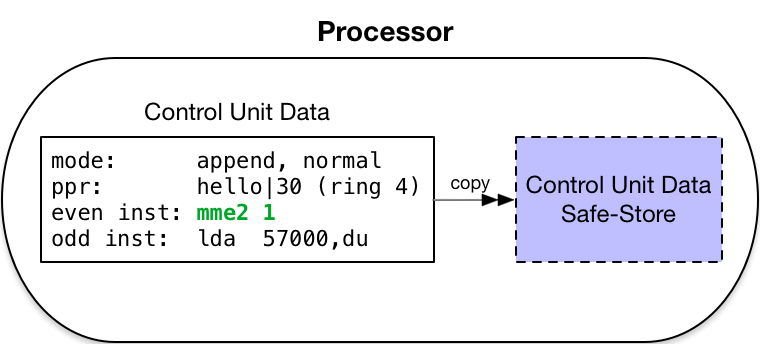 Processor
Control Unit Data
mode:      append, normal
ppr:       hello|30 (ring 4)
even inst: mme2 1
odd inst:  lda  57000,du
copy
Control Unit Data
Safe-Store